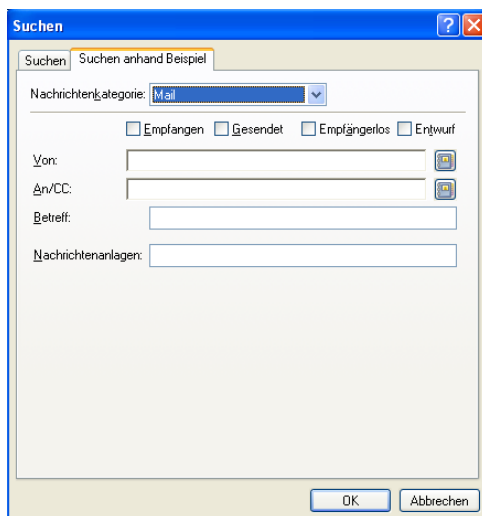 Suchen
Suchen Suchen anhand Beispiel
Nachrichtenkategorie: Mail
Empfangen Gesendet Empfängerlos Entwurf
Von:
An/CC:
Betreff:
Nachrichtenanlagen:
OK Abbrechen